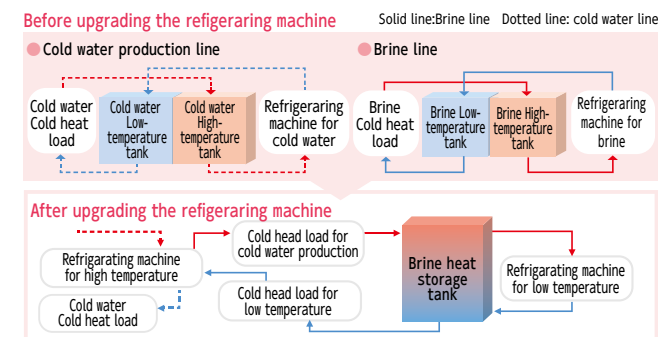 Before upgrading the refigeraring machine
Solid line:Brine line   Dotted line: cold water line
Cold water production line
Brine line
Cold water
Cold heat
load
Cold water
Low-
temperature
tank
Cold water
High-
temperature
tank
Refrigeraring
machine for
cold water
Brine
Cold heat
load
Brine Low-
temperature
tank
Brine High-
temperature
tank
Refrigeraring
machine for
brine
After upgrading the refigeraring machine
Refrigarating machine
for high temperature
Cold water
Cold heat load
Cold head load for
cold water production
Cold head load for
low temperature
Brine heat
storage
tank
Refrigarating machine
for low temperature